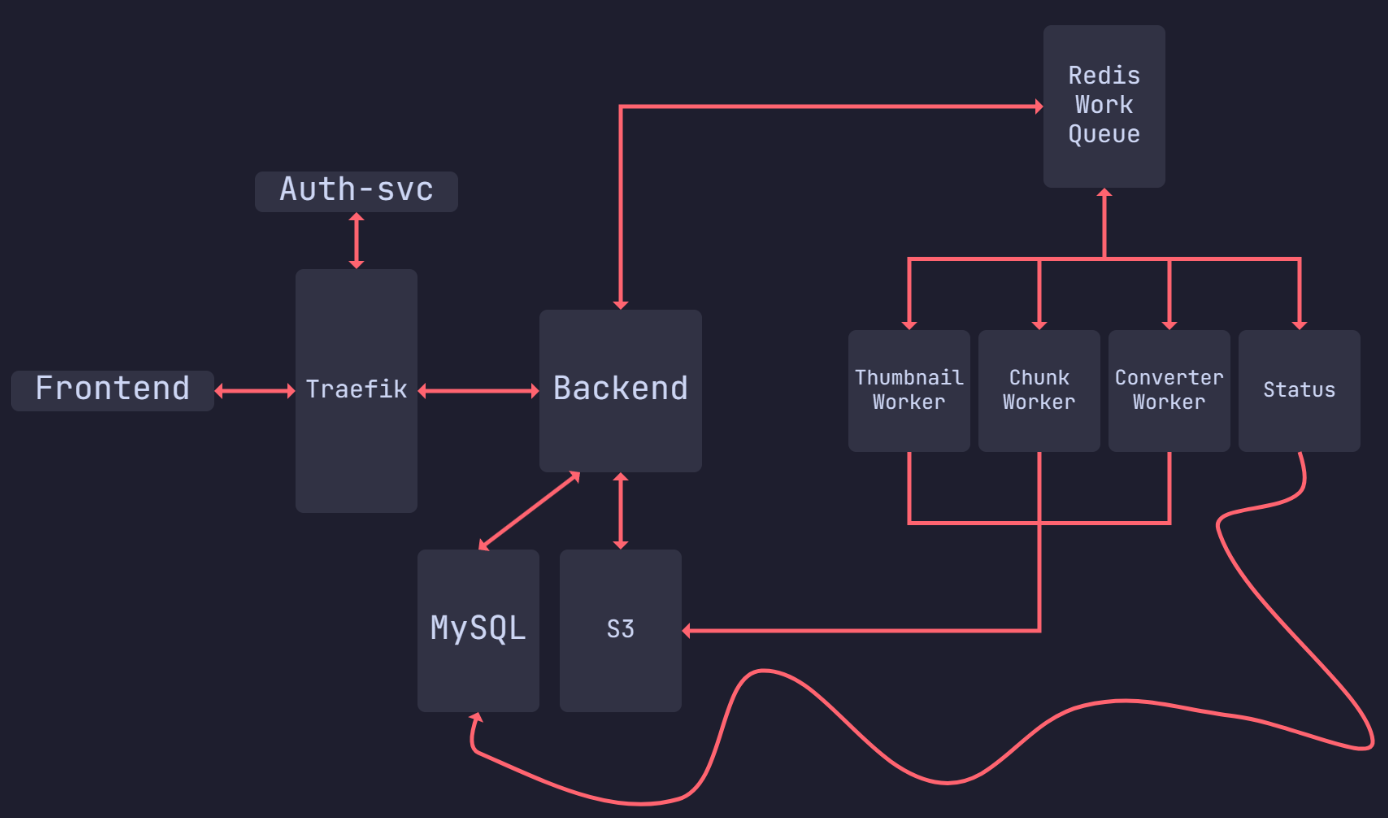 Redis
Work
Queue
Auth-svc
Frontend
Traefik
Backend
Thumbnail
Worker
Chunk
Worker
Converter
Worker
Status
MySQL
S3